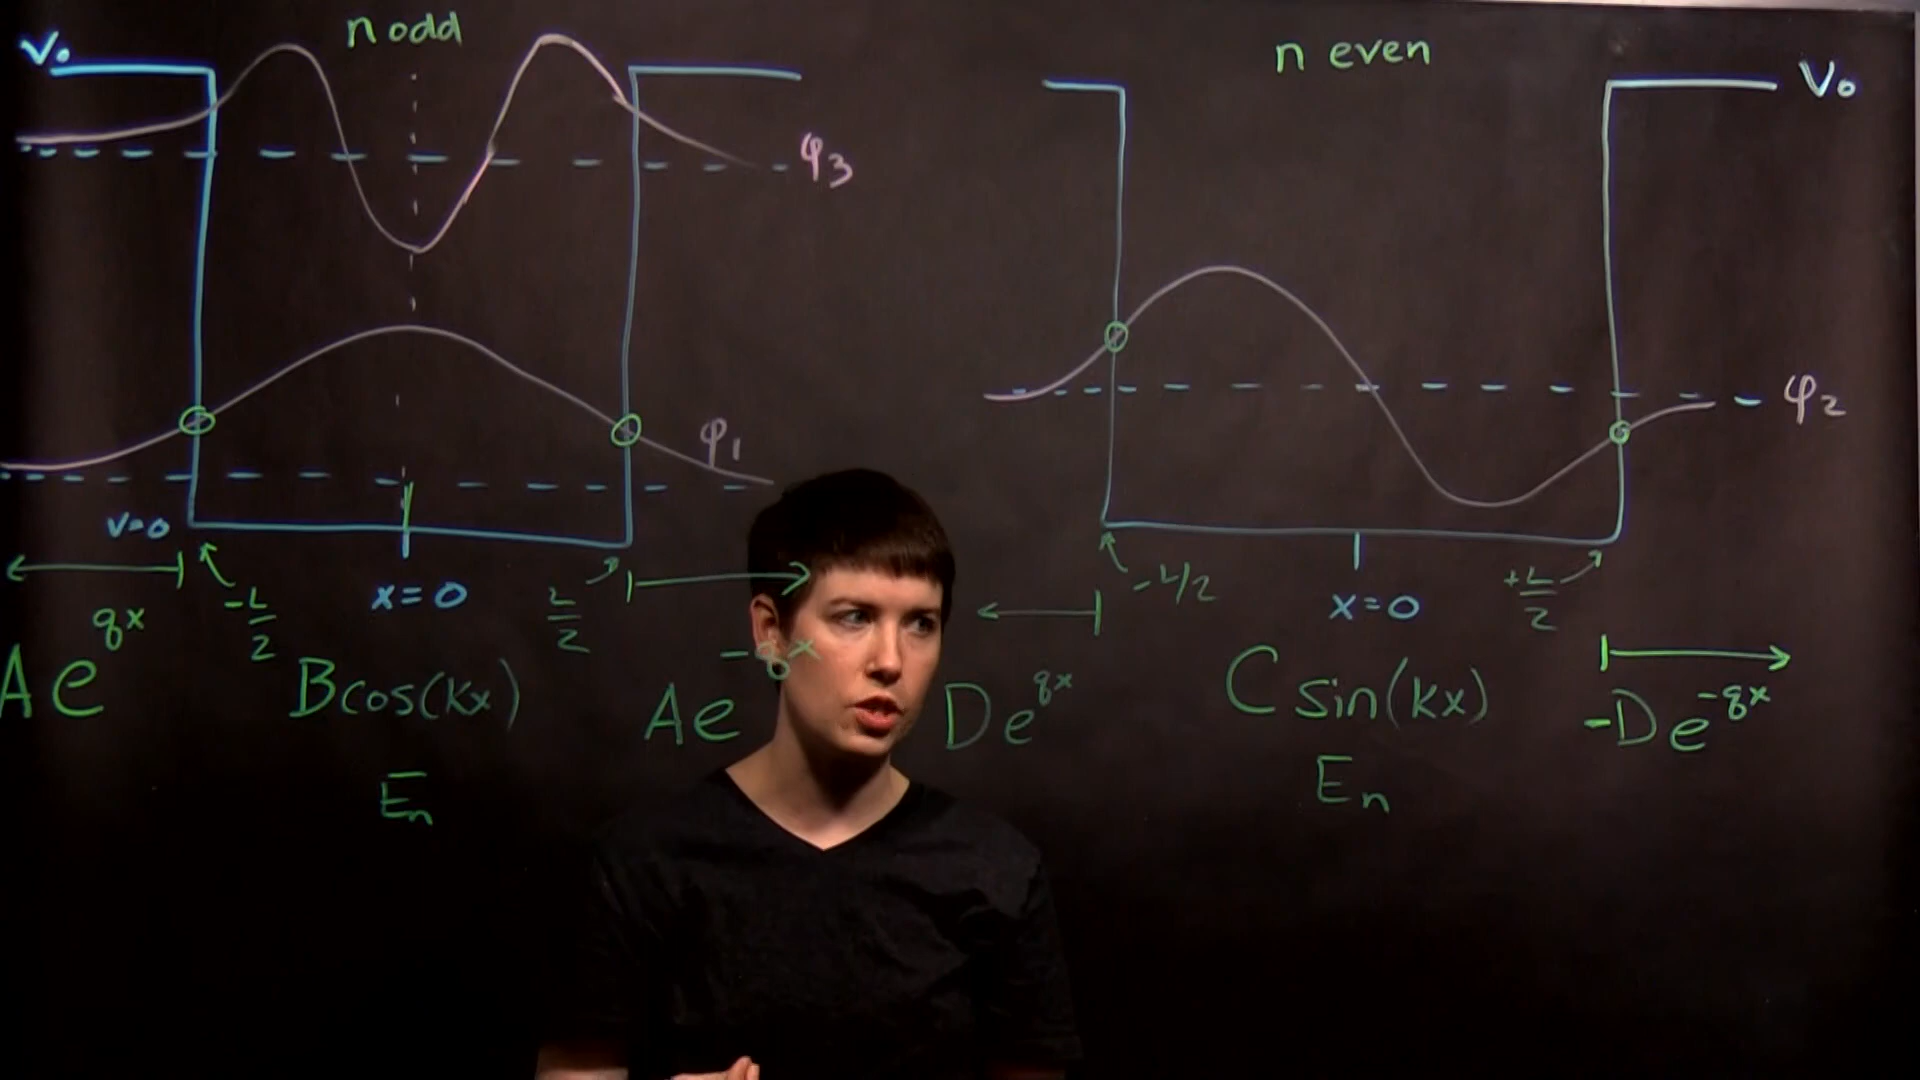 n odd
V₀
φ₃
φ₁
V=0
-L/2
x=0
L/2
Ae^{qx}
Bcos(kx)
Ae^{-qx}
Eₙ
n even
V₀
φ₂
-L/2
x=0
+L/2
De^{qx}
C sin(kx)
-De^{-qx}
Eₙ